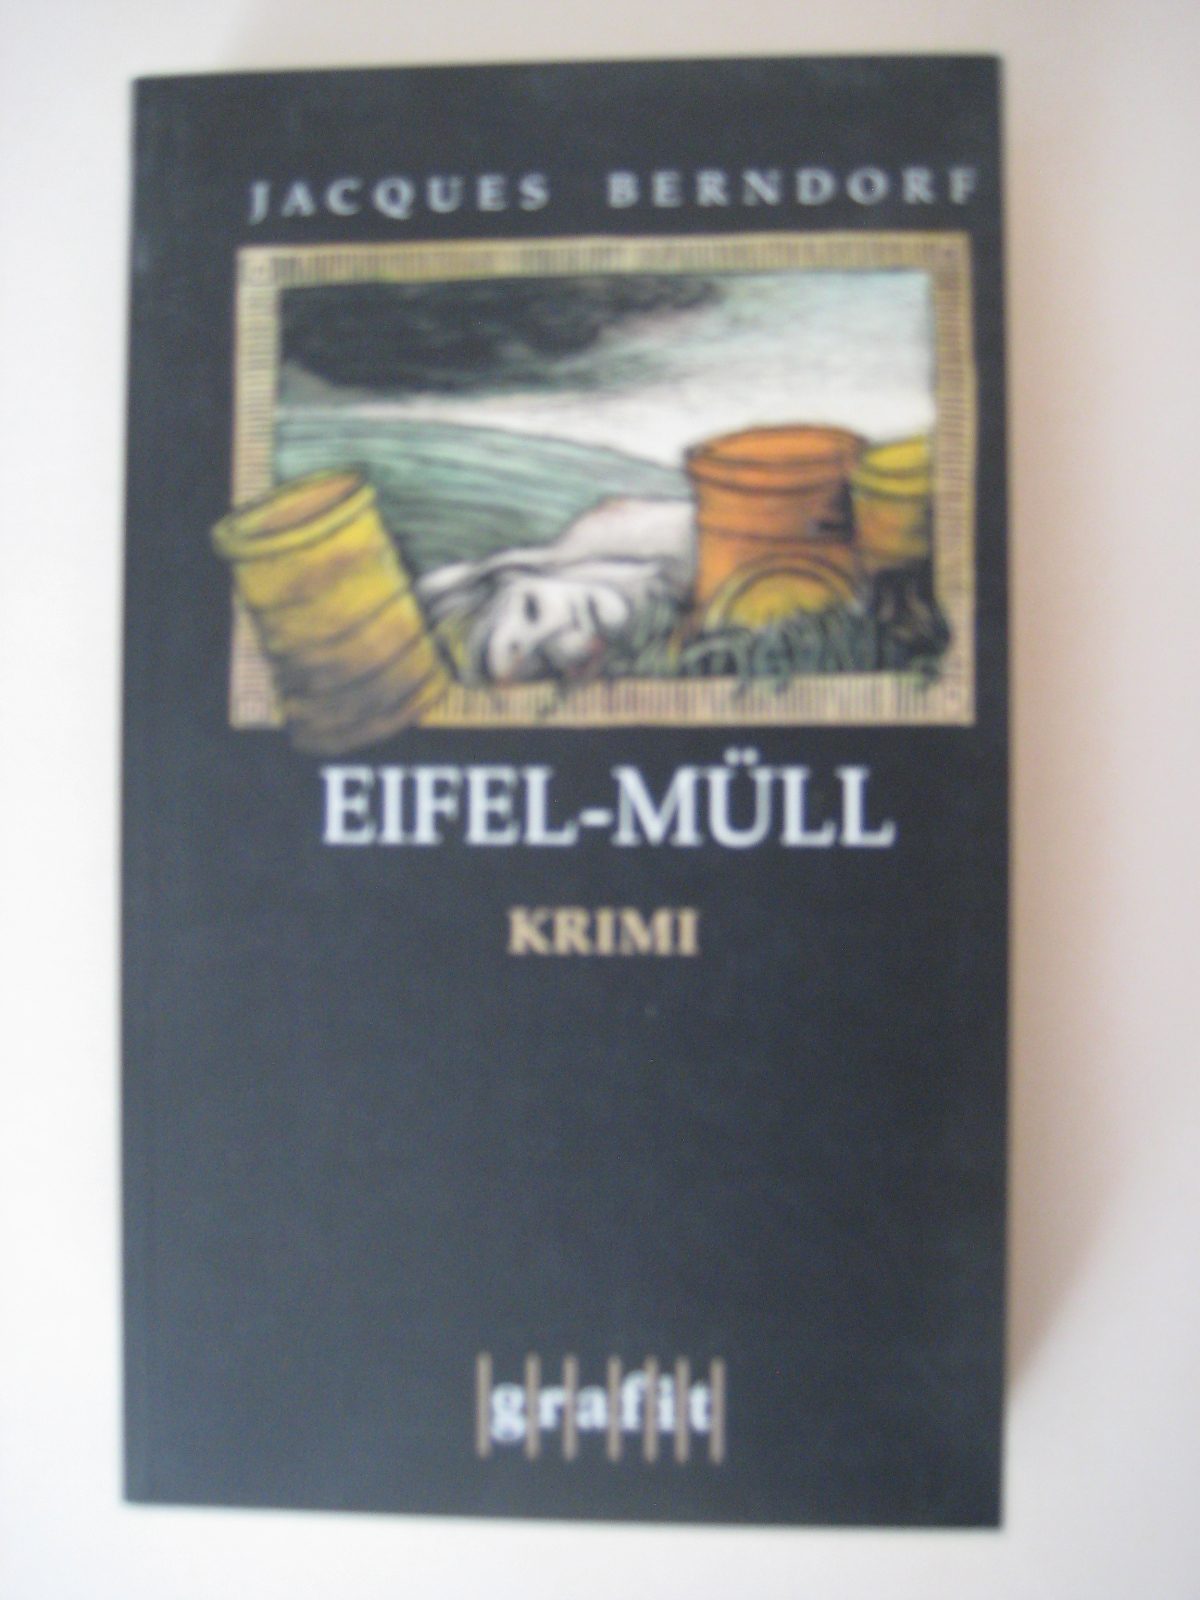 JACQUES BERNDORF
EIFEL-MÜLL
KRIMI
grafit